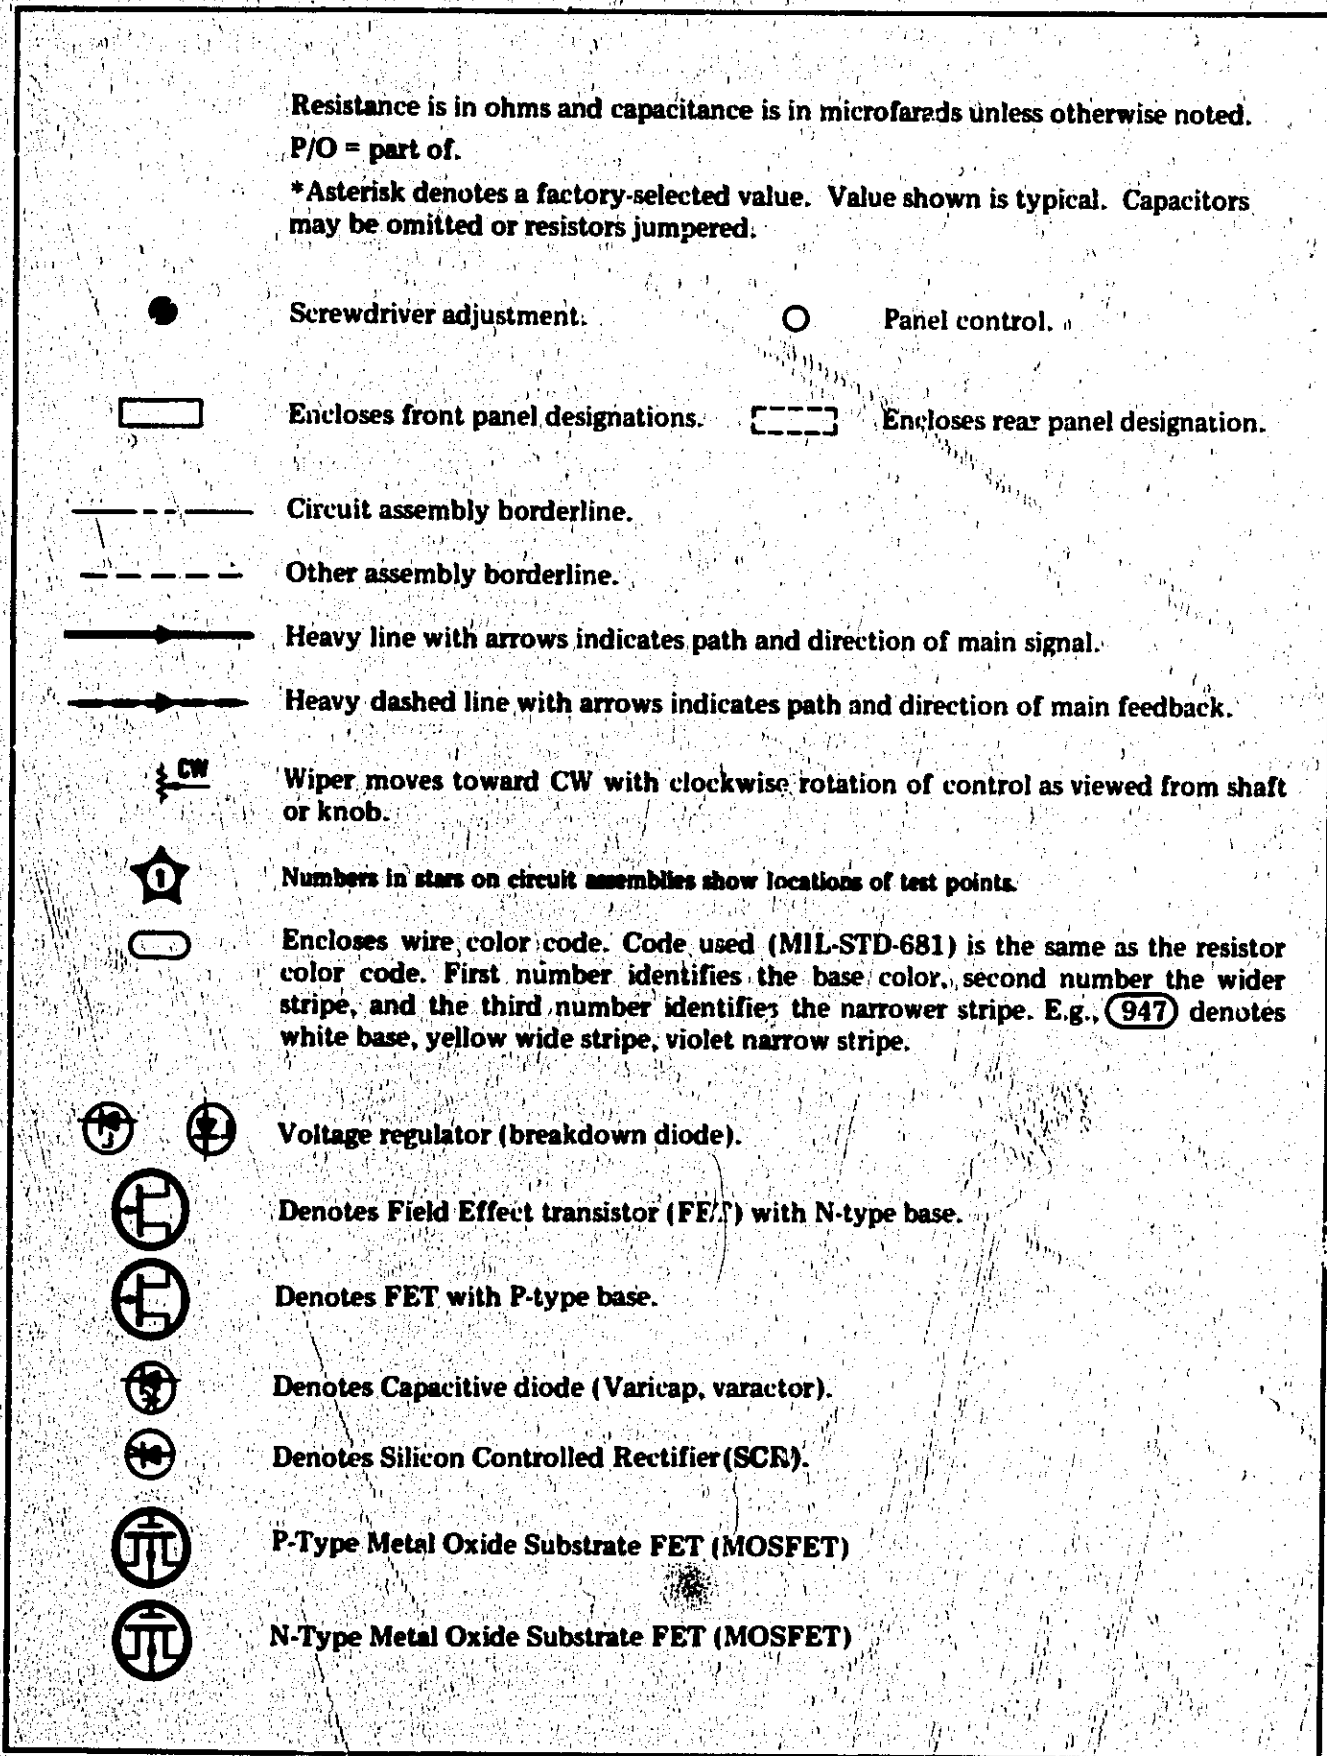 Resistance is in ohms and capacitance is in microfarads unless otherwise noted.
P/O = part of.
*Asterisk denotes a factory-selected value. Value shown is typical. Capacitors
may be omitted or resistors jumpered.
Screwdriver adjustment.
Panel control.
Encloses front panel designations.
Encloses rear panel designation.
Circuit assembly borderline.
Other assembly borderline.
Heavy line with arrows indicates path and direction of main signal.
Heavy dashed line with arrows indicates path and direction of main feedback.
CW
Wiper moves toward CW with clockwise rotation of control as viewed from shaft
or knob.
1
Numbers in stars on circuit assemblies show locations of test points.
Encloses wire color code. Code used (MIL-STD-681) is the same as the resistor
color code. First number identifies the base color, second number the wider
stripe, and the third number identifies the narrower stripe. E.g., 947 denotes
white base, yellow wide stripe, violet narrow stripe.
Voltage regulator (breakdown diode).
Denotes Field Effect transistor (FET) with N-type base.
Denotes FET with P-type base.
Denotes Capacitive diode (Varicap, varactor).
Denotes Silicon Controlled Rectifier (SCR).
P-Type Metal Oxide Substrate FET (MOSFET)
N-Type Metal Oxide Substrate FET (MOSFET)